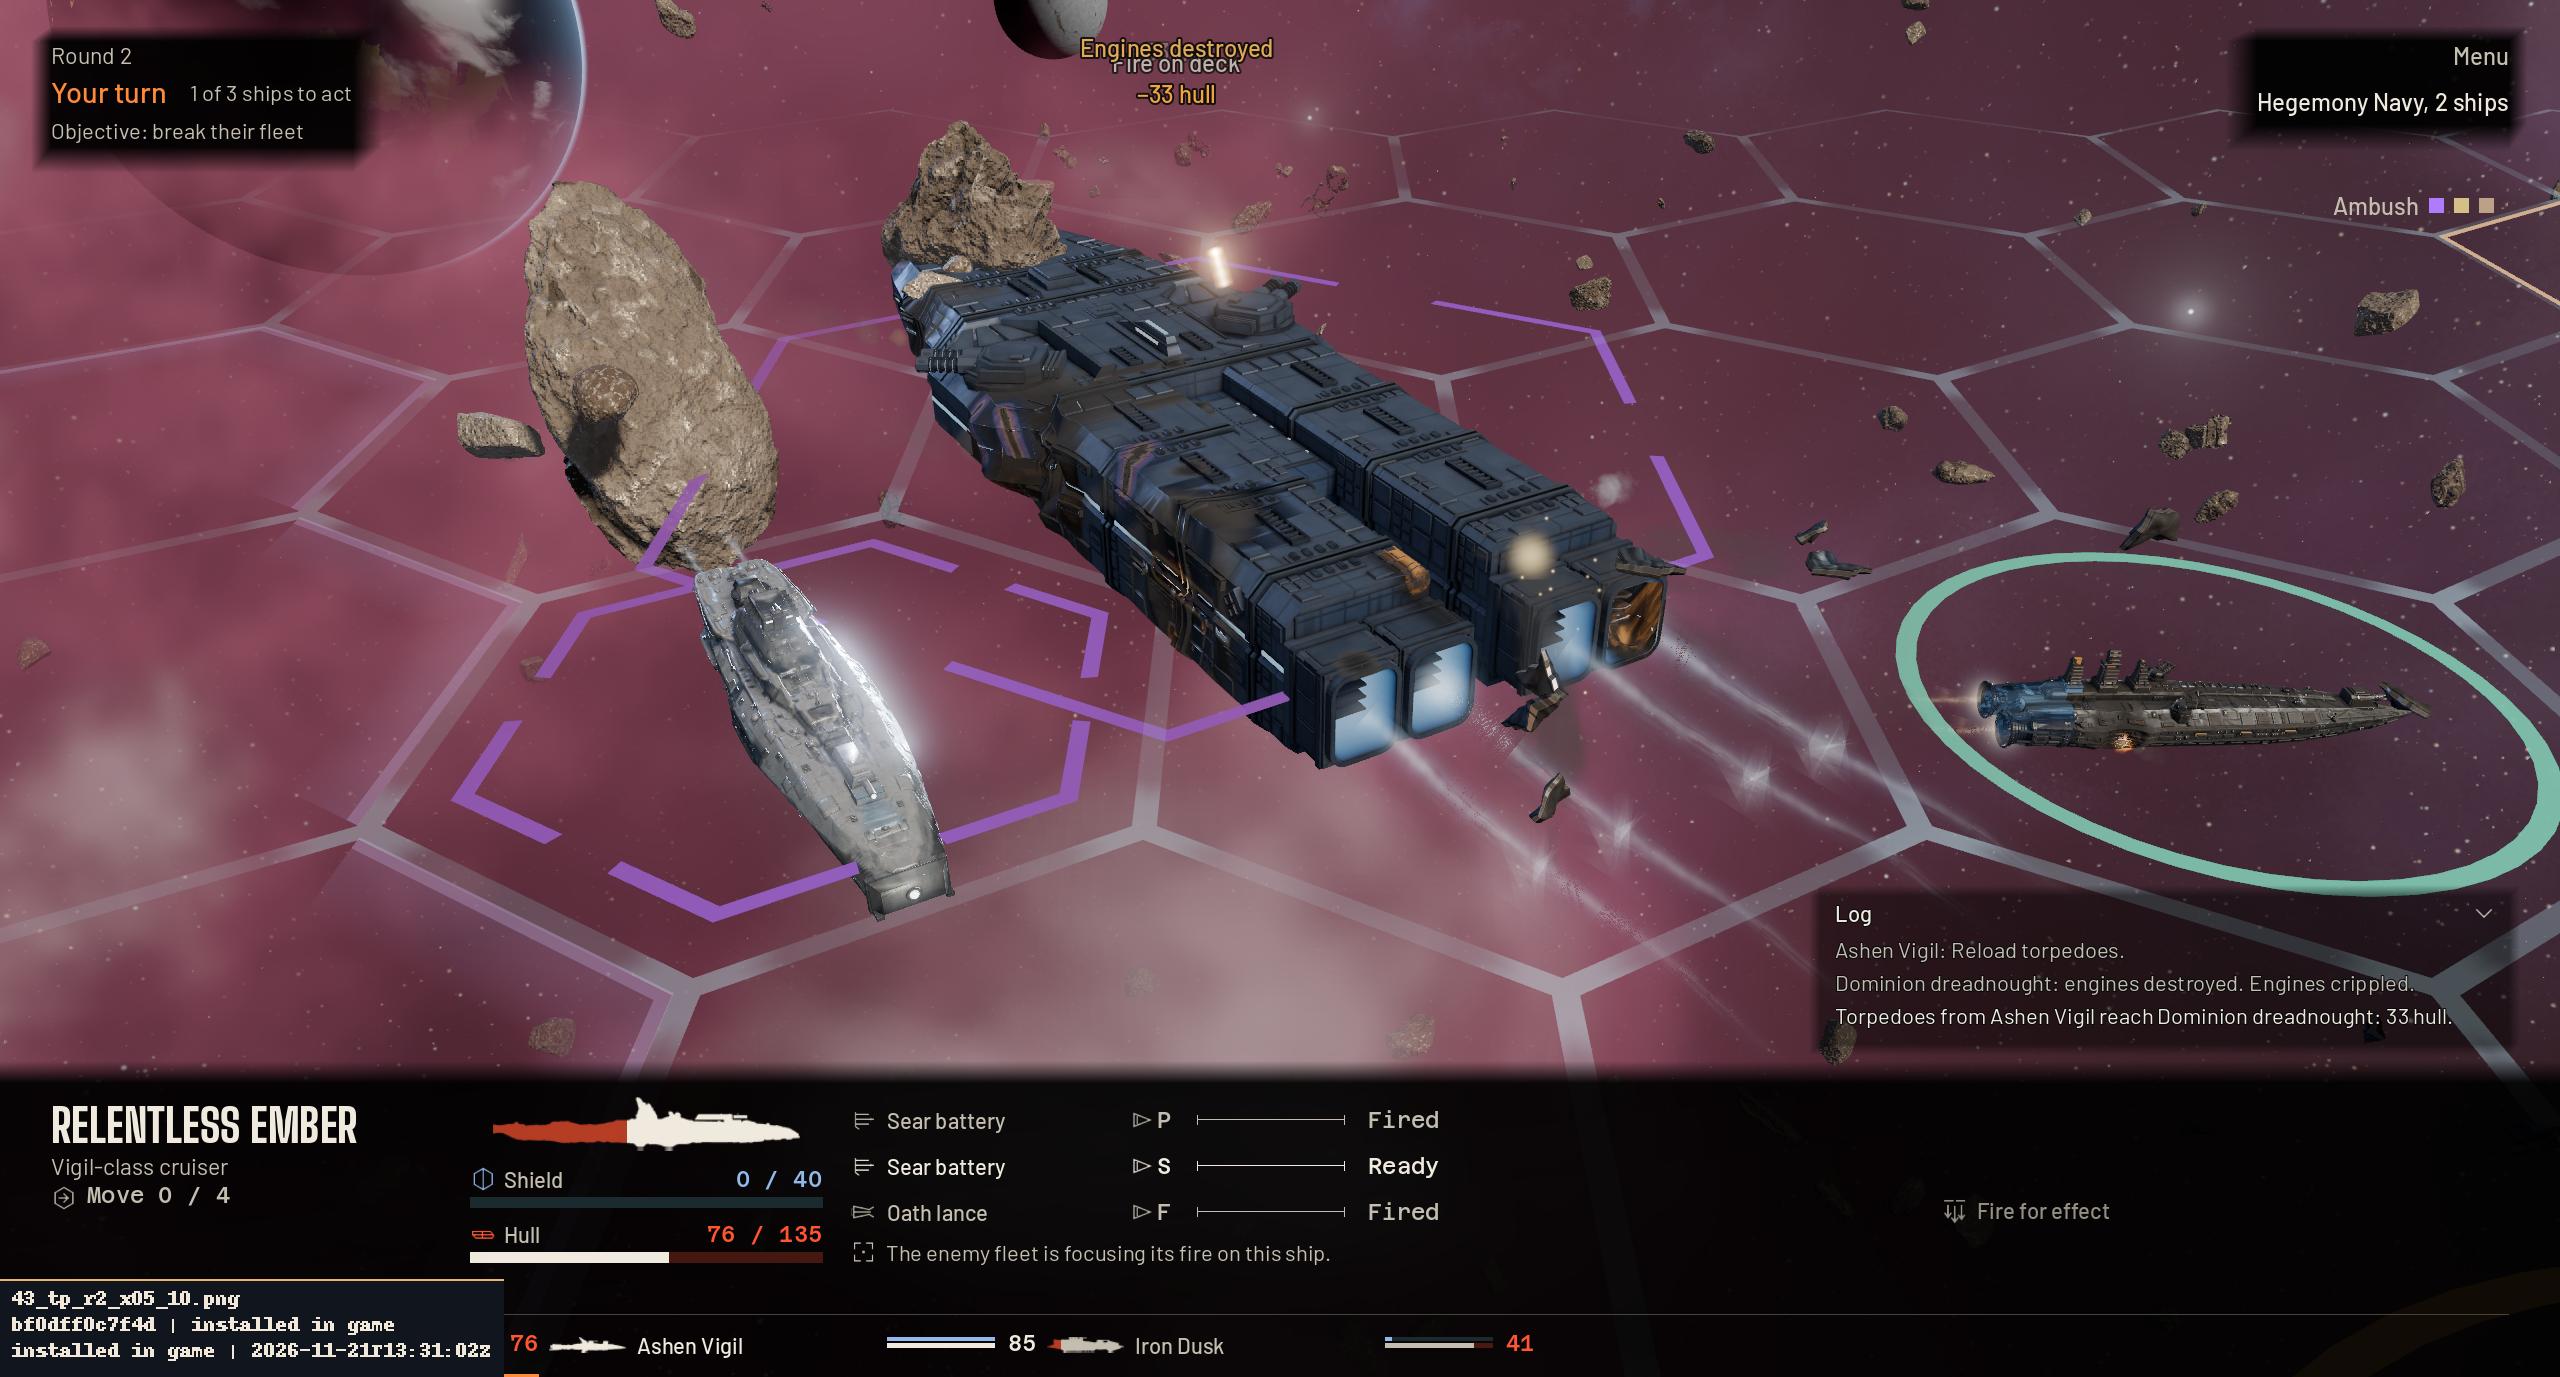 Round 2
Your turn 1 of 3 ships to act
Objective: break their fleet
Engines destroyed
Fire on deck
−33 hull
Menu
Hegemony Navy, 2 ships
Ambush
Log
Ashen Vigil: Reload torpedoes.
Dominion dreadnought: engines destroyed. Engines crippled.
Torpedoes from Ashen Vigil reach Dominion dreadnought: 33 hull.
RELENTLESS EMBER
Vigil-class cruiser
Move 0 / 4
Shield 0 / 40
Hull 76 / 135
Sear battery P Fired
Sear battery S Ready
Oath lance F Fired
The enemy fleet is focusing its fire on this ship.
Fire for effect
43_tp_r2_x05_10.png
bf0dff0c7f4d | installed in game
installed in game | 2026-11-21r13:31:02z
76 Ashen Vigil 85 Iron Dusk 41